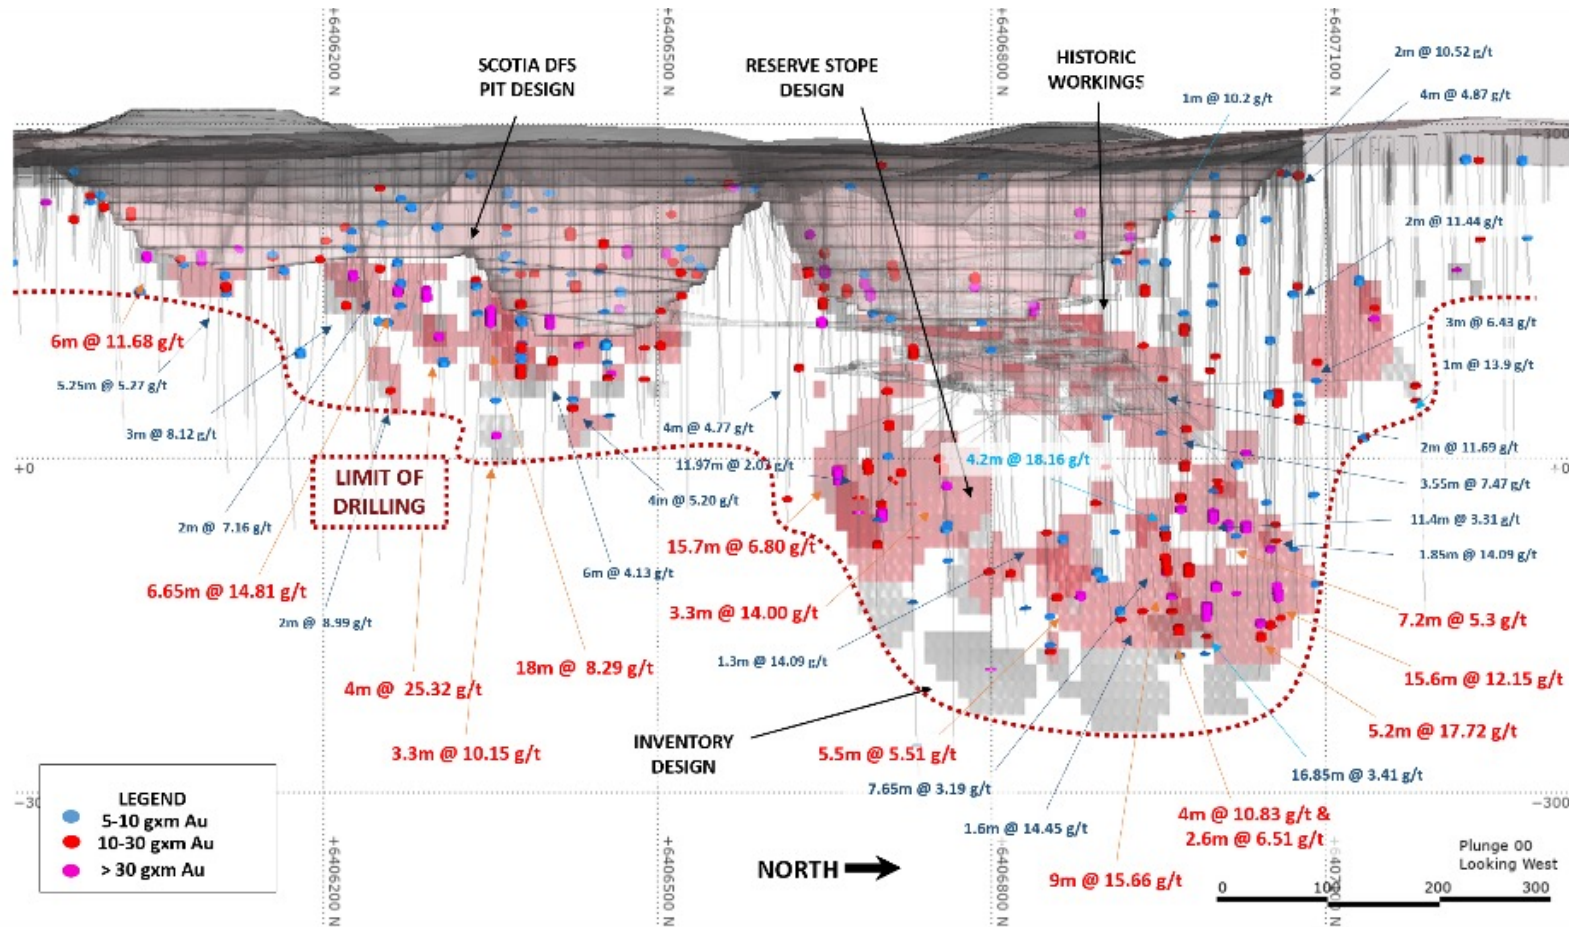 +6406200 N
+6406500 N
+6406800 N
+6407100 N
SCOTIA DFS
PIT DESIGN
RESERVE STOPE
DESIGN
HISTORIC
WORKINGS
2m @ 10.52 g/t
1m @ 10.2 g/t
4m @ 4.87 g/t
+300
2m @ 11.44 g/t
6m @ 11.68 g/t
3m @ 6.43 g/t
5.25m @ 5.27 g/t
1m @ 13.9 g/t
3m @ 8.12 g/t
4m @ 4.77 g/t
2m @ 11.69 g/t
+0
11.97m @ 2.03 g/t
4.2m @ 18.16 g/t
+0
LIMIT OF
DRILLING
4m @ 5.20 g/t
3.55m @ 7.47 g/t
2m @ 7.16 g/t
11.4m @ 3.31 g/t
15.7m @ 6.80 g/t
1.85m @ 14.09 g/t
6m @ 4.13 g/t
6.65m @ 14.81 g/t
3.3m @ 14.00 g/t
2m @ 8.99 g/t
7.2m @ 5.3 g/t
1.3m @ 14.09 g/t
18m @ 8.29 g/t
4m @ 25.32 g/t
15.6m @ 12.15 g/t
5.2m @ 17.72 g/t
3.3m @ 10.15 g/t
INVENTORY
DESIGN
5.5m @ 5.51 g/t
16.85m @ 3.41 g/t
7.65m @ 3.19 g/t
-300
LEGEND
5-10 gxm Au
10-30 gxm Au
> 30 gxm Au
4m @ 10.83 g/t &
2.6m @ 6.51 g/t
1.6m @ 14.45 g/t
NORTH
9m @ 15.66 g/t
Plunge 00
Looking West
0 100 200 300
+6406200 N
+6406500 N
+6406800 N